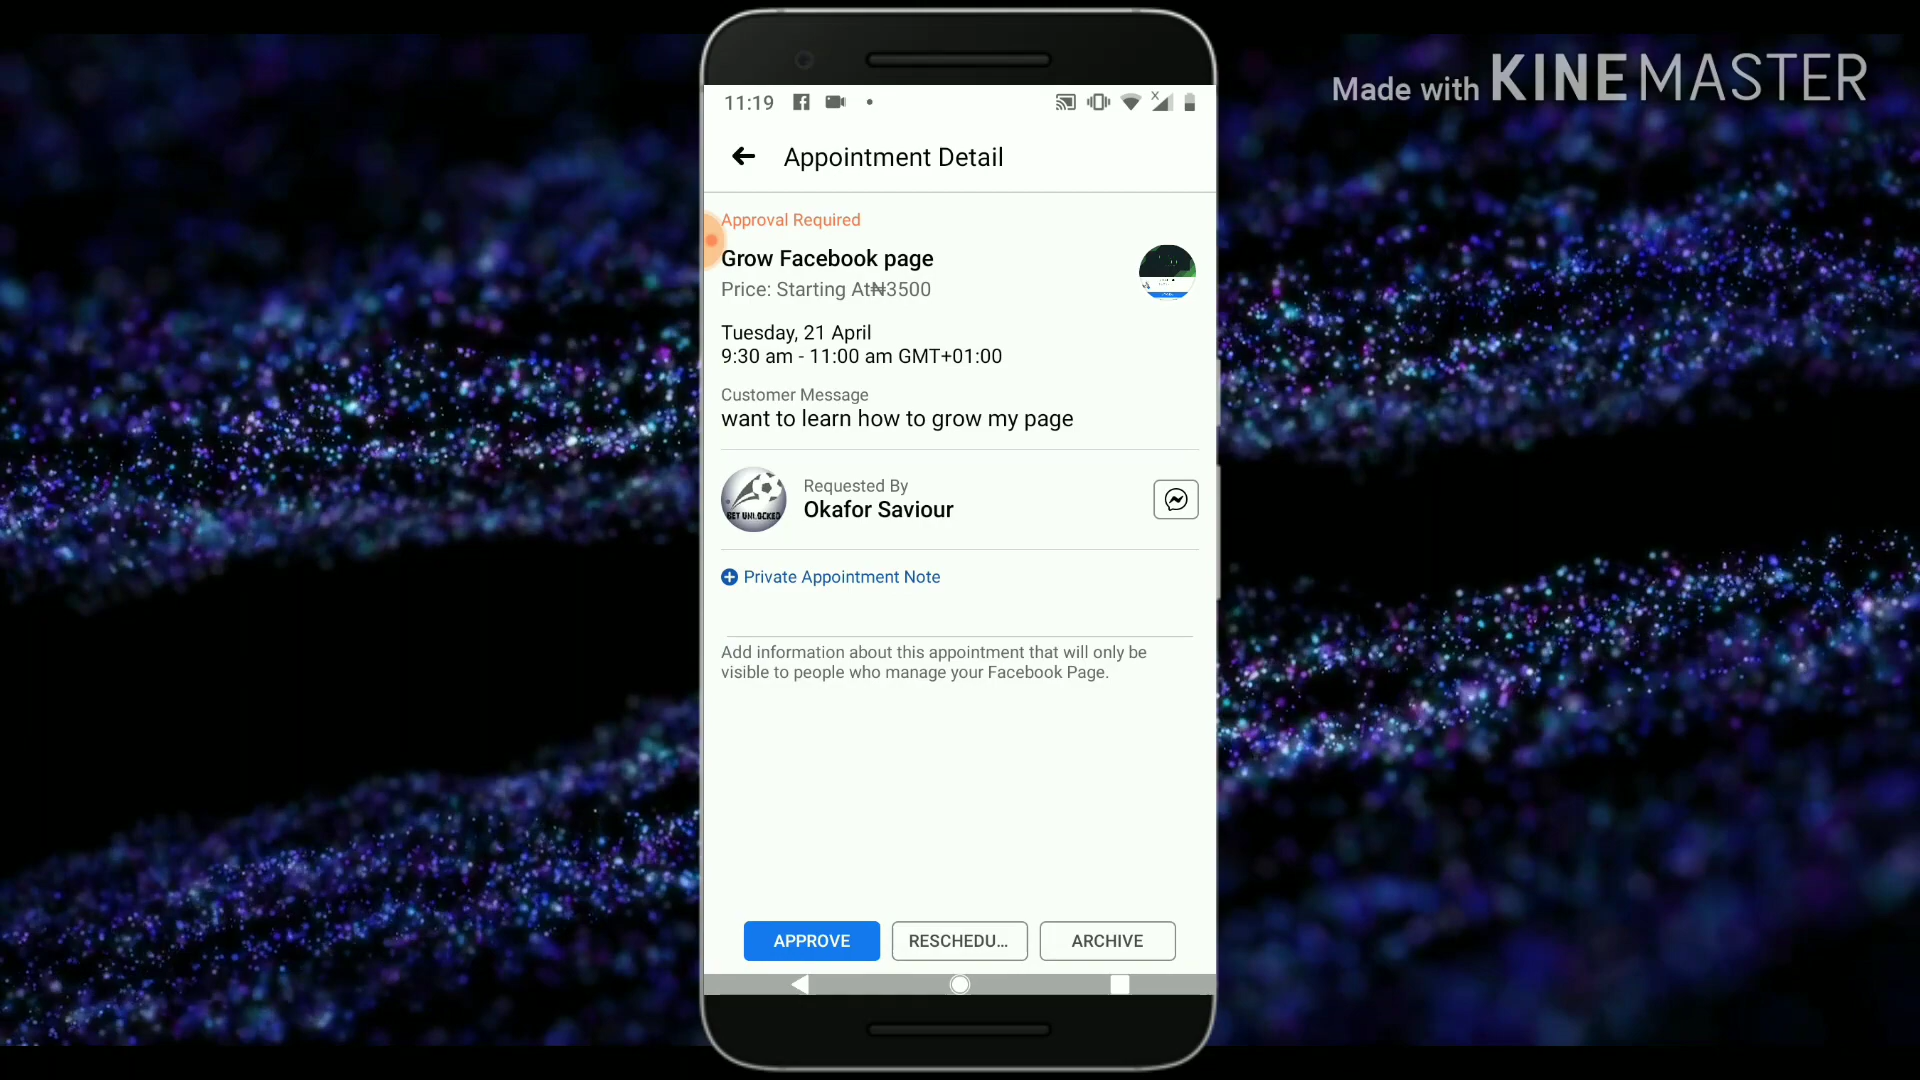 Made with KINEMASTER
11:19
Appointment Detail
Approval Required
Grow Facebook page
Price: Starting At₦3500
Tuesday, 21 April
9:30 am - 11:00 am GMT+01:00
Customer Message
want to learn how to grow my page
Requested By
Okafor Saviour
BET UNLOCKED
Private Appointment Note
Add information about this appointment that will only be
visible to people who manage your Facebook Page.
APPROVE
RESCHEDU...
ARCHIVE